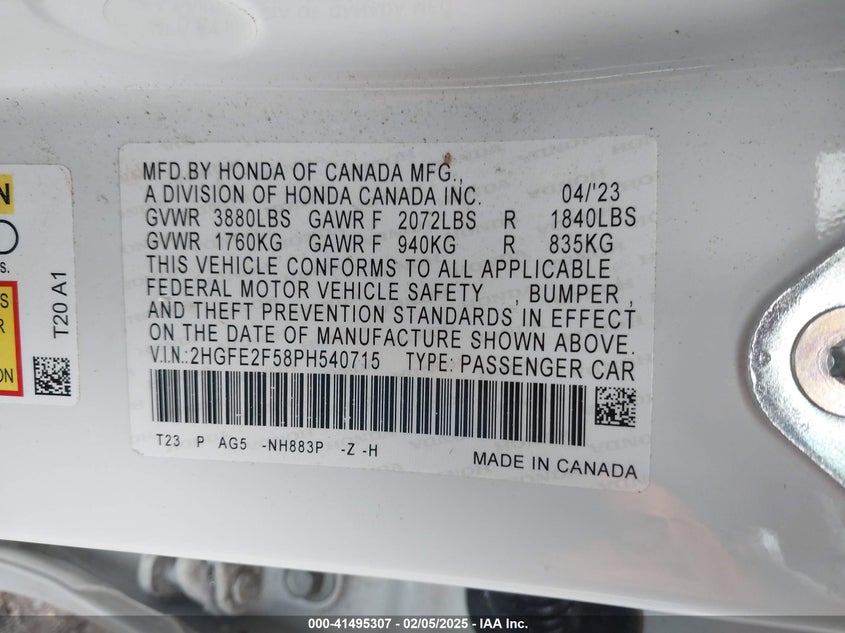 MFD.BY HONDA OF CANADA MFG.,
A DIVISION OF HONDA CANADA INC. 04/'23
GVWR 3880LBS GAWR F 2072LBS R 1840LBS
GVWR 1760KG GAWR F 940KG R 835KG
THIS VEHICLE CONFORMS TO ALL APPLICABLE
FEDERAL MOTOR VEHICLE SAFETY , BUMPER ,
AND THEFT PREVENTION STANDARDS IN EFFECT
ON THE DATE OF MANUFACTURE SHOWN ABOVE.
V.I.N.:2HGFE2F58PH540715 TYPE: PASSENGER CAR
T23 P AG5 -NH883P -Z -H
MADE IN CANADA
T20 A1
000-41495307 / 02/05/2025 / IAA Inc.